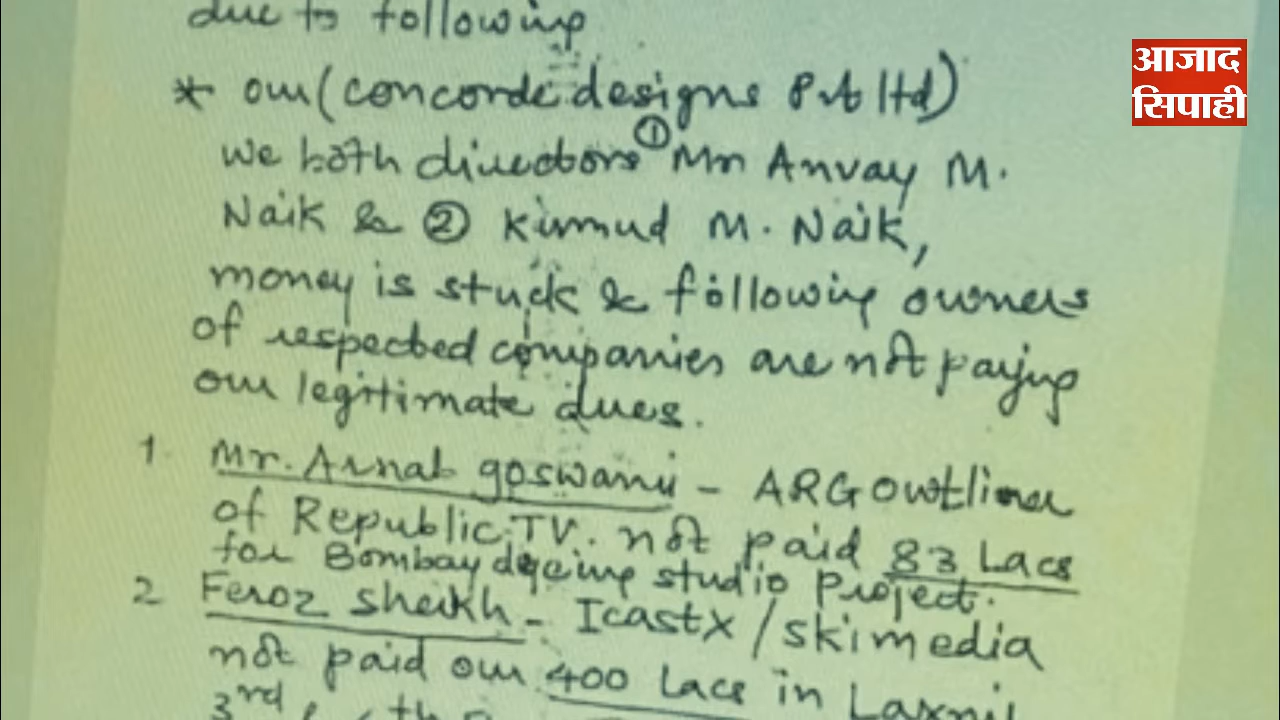 due to following
आजाद
सिपाही
* our (concorde designs Pvt ltd)
we both directors ① Mr Anvay M.
Naik & ② Kumud M. Naik,
money is stuck & following owners
of respected companies are not paying
our legitimate dues.
1. Mr. Arnab goswami - ARG Outliner
of Republic TV. not paid 83 Lacs
for Bombay dyeing studio Project.
2 Feroz Sheikh - Icastx / skimedia
not paid our 400 Lacs in Laxmi
3rd